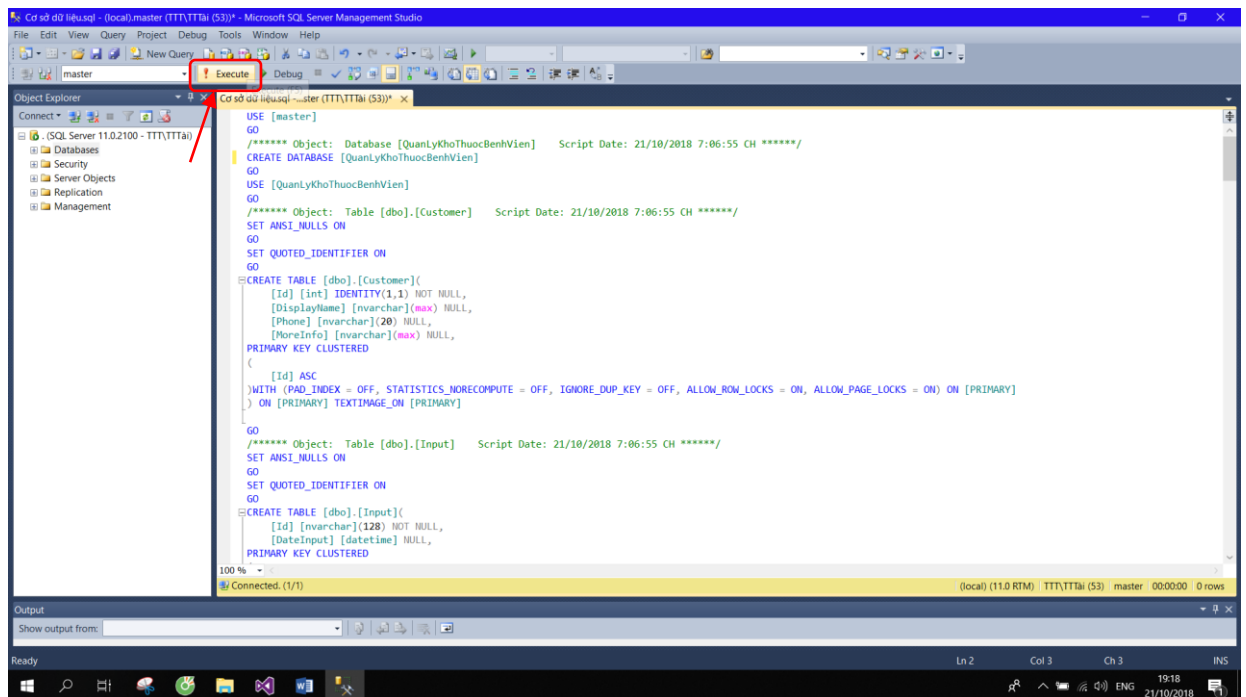 Cơ sở dữ liệu.sql - (local).master (TTT\TTTài (53))* - Microsoft SQL Server Management Studio
File Edit View Query Project Debug Tools Window Help
New Query
master Execute Debug
Object Explorer
Cơ sở dữ liệu.sql -...ster (TTT\TTTài (53))*
Connect
. (SQL Server 11.0.2100 - TTT\TTTài)
Databases
Security
Server Objects
Replication
Management
USE [master]
GO
/****** Object: Database [QuanLyKhoThuocBenhVien] Script Date: 21/10/2018 7:06:55 CH ******/
CREATE DATABASE [QuanLyKhoThuocBenhVien]
GO
USE [QuanLyKhoThuocBenhVien]
GO
/****** Object: Table [dbo].[Customer] Script Date: 21/10/2018 7:06:55 CH ******/
SET ANSI_NULLS ON
GO
SET QUOTED_IDENTIFIER ON
GO
CREATE TABLE [dbo].[Customer](
[Id] [int] IDENTITY(1,1) NOT NULL,
[DisplayName] [nvarchar](max) NULL,
[Phone] [nvarchar](20) NULL,
[MoreInfo] [nvarchar](max) NULL,
PRIMARY KEY CLUSTERED
(
[Id] ASC
)WITH (PAD_INDEX = OFF, STATISTICS_NORECOMPUTE = OFF, IGNORE_DUP_KEY = OFF, ALLOW_ROW_LOCKS = ON, ALLOW_PAGE_LOCKS = ON) ON [PRIMARY]
) ON [PRIMARY] TEXTIMAGE_ON [PRIMARY]
GO
/****** Object: Table [dbo].[Input] Script Date: 21/10/2018 7:06:55 CH ******/
SET ANSI_NULLS ON
GO
SET QUOTED_IDENTIFIER ON
GO
CREATE TABLE [dbo].[Input](
[Id] [nvarchar](128) NOT NULL,
[DateInput] [datetime] NULL,
PRIMARY KEY CLUSTERED
100 %
Connected. (1/1) (local) (11.0 RTM) TTT\TTTài (53) master 00:00:00 0 rows
Output
Show output from:
Ready Ln 2 Col 3 Ch 3 INS
ENG 19:18
21/10/2018